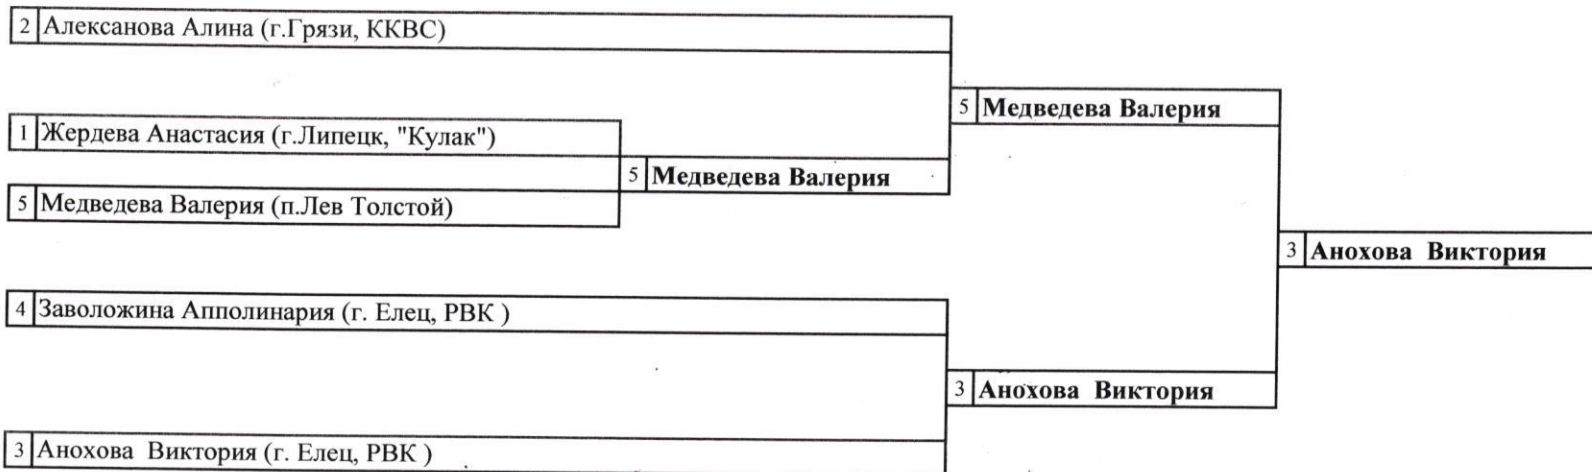 2 Алексанова Алина (г.Грязи, ККВС)
5 Медведева Валерия
1 Жердева Анастасия (г.Липецк, "Кулак")
5 Медведева Валерия
5 Медведева Валерия (п.Лев Толстой)
3 Анохова Виктория
4 Заволожина Апполинария (г. Елец, РВК )
3 Анохова Виктория
3 Анохова Виктория (г. Елец, РВК )